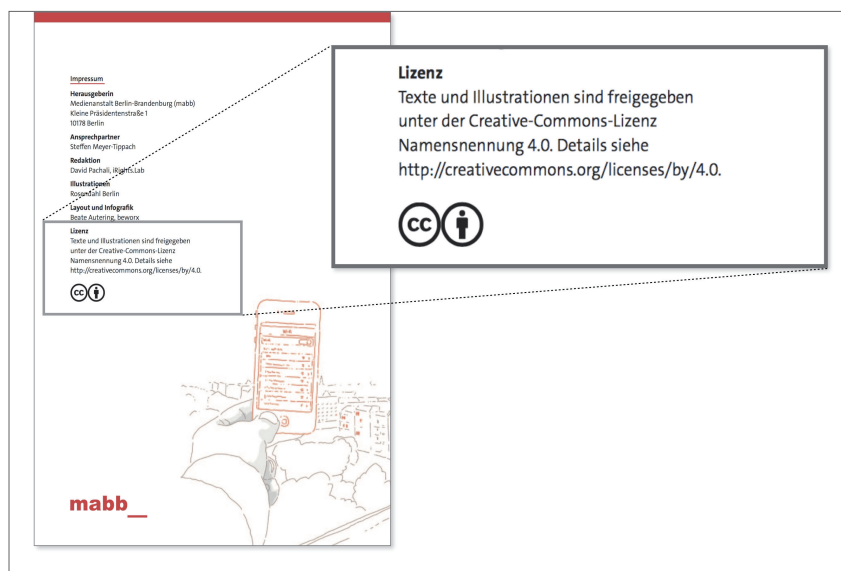 Impressum
Herausgeberin
Medienanstalt Berlin-Brandenburg (mabb)
Kleine Präsidentenstraße 1
10178 Berlin
Ansprechpartner
Steffen Meyer-Tippach
Redaktion
David Pachali, iRights.Lab
Illustrationen
Rosendahl Berlin
Layout und Infografik
Beate Autering, beworx
Lizenz
Texte und Illustrationen sind freigegeben
unter der Creative-Commons-Lizenz
Namensnennung 4.0. Details siehe
http://creativecommons.org/licenses/by/4.0.
cc
mabb__
Lizenz
Texte und Illustrationen sind freigegeben
unter der Creative-Commons-Lizenz
Namensnennung 4.0. Details siehe
http://creativecommons.org/licenses/by/4.0.
cc